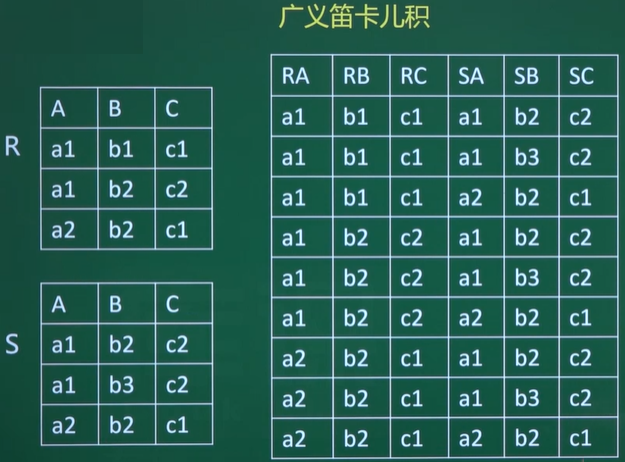 广义笛卡儿积
R
A B C
a1 b1 c1
a1 b2 c2
a2 b2 c1
S
A B C
a1 b2 c2
a1 b3 c2
a2 b2 c1
RA RB RC SA SB SC
a1 b1 c1 a1 b2 c2
a1 b1 c1 a1 b3 c2
a1 b1 c1 a2 b2 c1
a1 b2 c2 a1 b2 c2
a1 b2 c2 a1 b3 c2
a1 b2 c2 a2 b2 c1
a2 b2 c1 a1 b2 c2
a2 b2 c1 a1 b3 c2
a2 b2 c1 a2 b2 c1